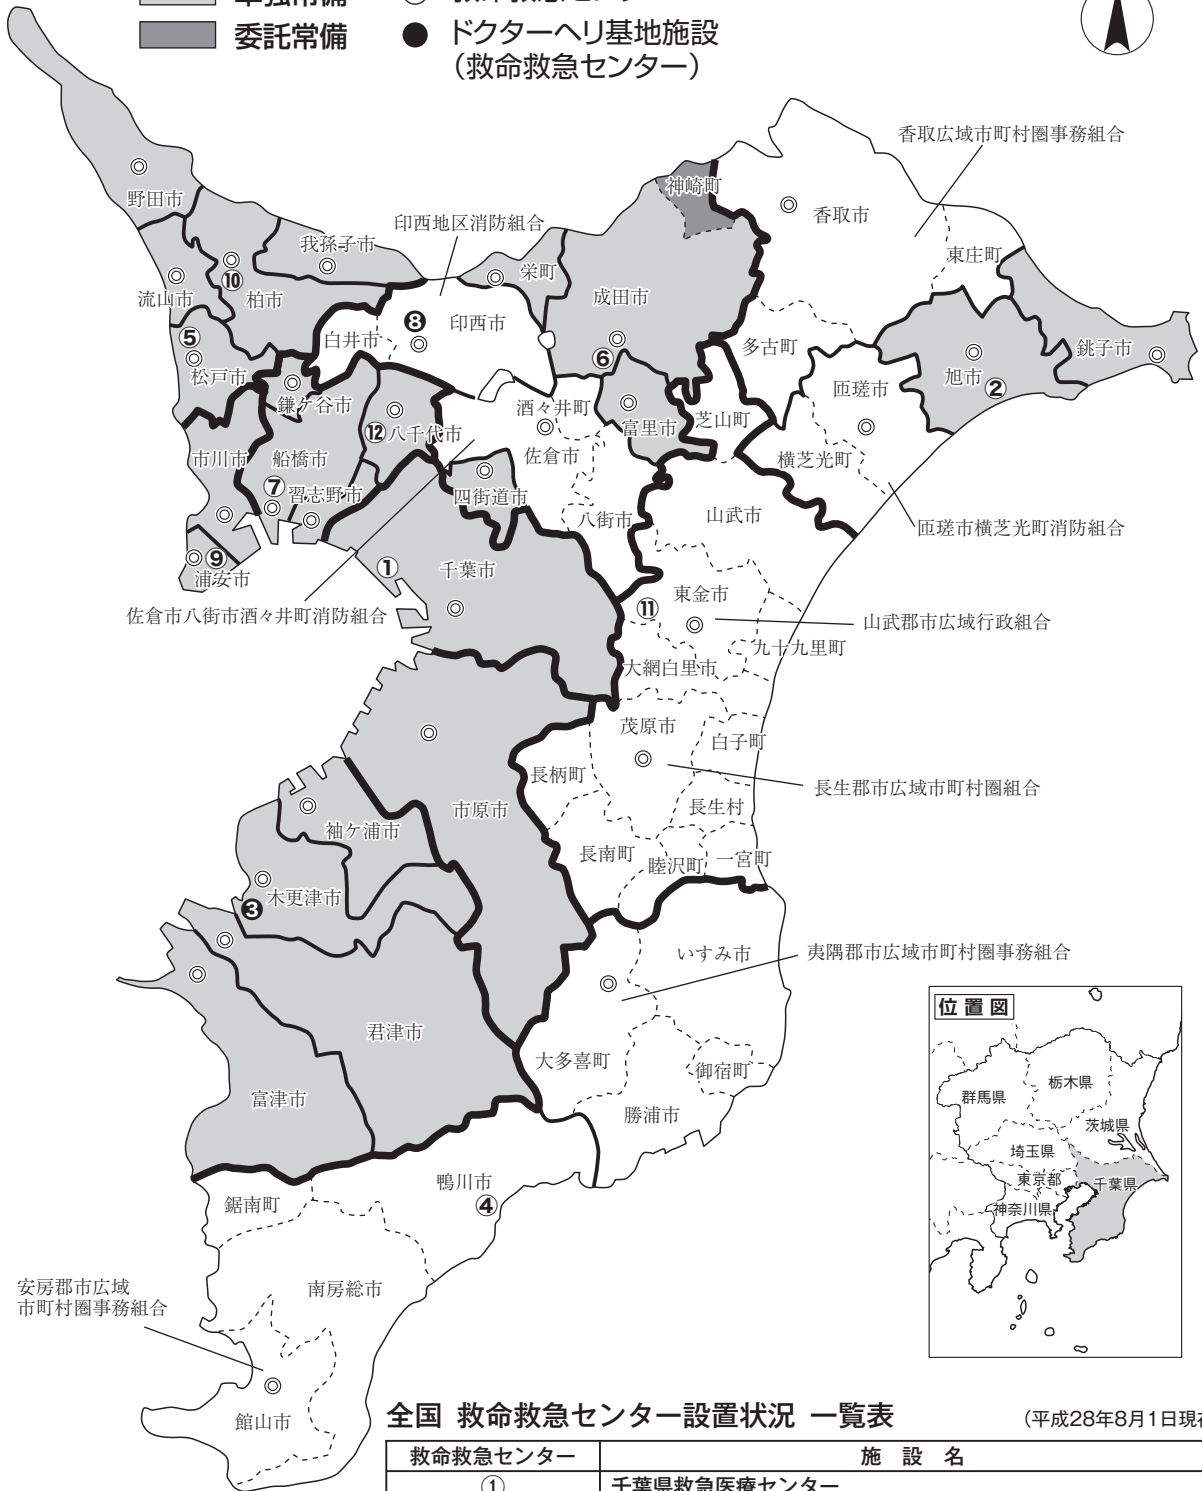 委託常備
ドクターヘリ基地施設
(救命救急センター)
香取広域市町村圏事務組合
神崎町
野田市
香取市
印西地区消防組合
我孫子市
東庄町
栄町
⑩
流山市
柏市
成田市
⑤
白井市
❽
印西市
多古町
銚子市
⑥
松戸市
旭市
②
匝瑳市
鎌ケ谷市
酒々井町
芝山町
富里市
⑫
八千代市
市川市
船橋市
佐倉市
横芝光町
⑦
習志野市
四街道市
八街市
山武市
匝瑳市横芝光町消防組合
⑨
浦安市
①
千葉市
東金市
⑪
佐倉市八街市酒々井町消防組合
山武郡市広域行政組合
九十九里町
大網白里市
茂原市
白子町
長柄町
長生郡市広域市町村圏組合
市原市
長生村
袖ケ浦市
長南町
睦沢町
一宮町
木更津市
❸
いすみ市
夷隅郡市広域市町村圏事務組合
君津市
大多喜町
御宿町
富津市
勝浦市
鴨川市
④
鋸南町
安房郡市広域
市町村圏事務組合
南房総市
館山市
位置図
栃木県
群馬県
茨城県
埼玉県
東京都
千葉県
神奈川県
全国 救命救急センター設置状況 一覧表
(平成28年8月1日現在
救命救急センター
施設名
①
千葉県救急医療センター